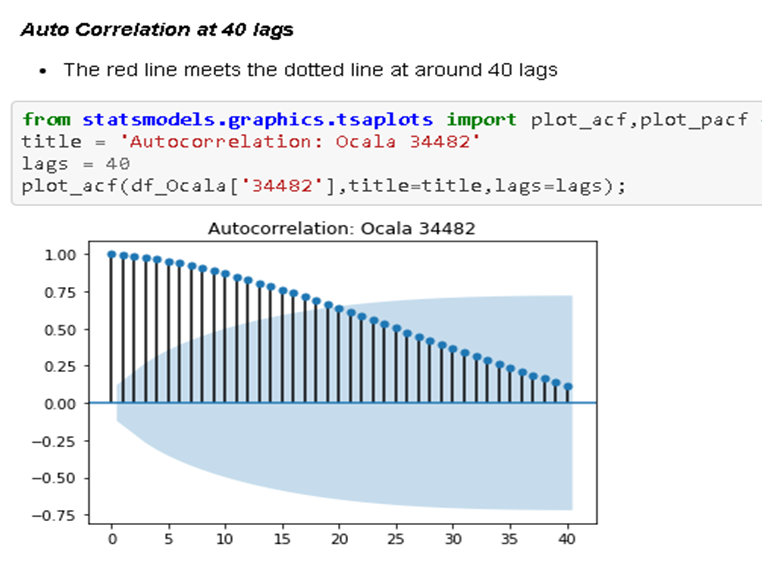 Auto Correlation at 40 lags
• The red line meets the dotted line at around 40 lags
from statsmodels.graphics.tsaplots import plot_acf,plot_pacf
title = 'Autocorrelation: Ocala 34482'
lags = 40
plot_acf(df_Ocala['34482'],title=title,lags=lags);
Autocorrelation: Ocala 34482
1.00
0.75
0.50
0.25
0.00
−0.25
−0.50
−0.75
0 5 10 15 20 25 30 35 40